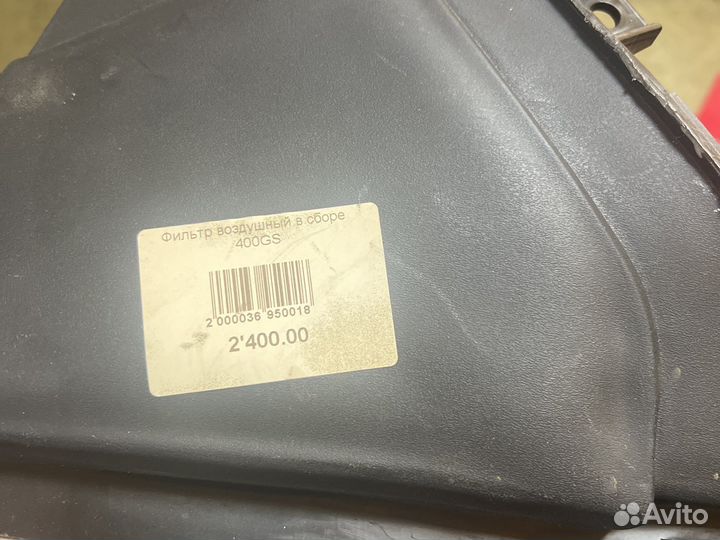 Фильтр воздушный в сборе
400GS
2 000036 950018
2'400.00
Avito